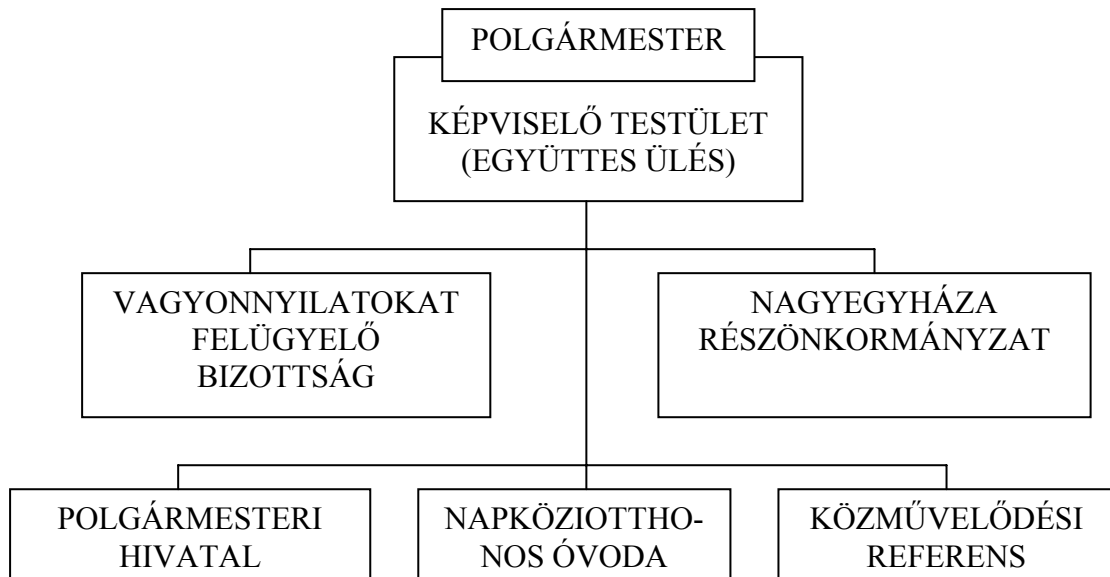 POLGÁRMESTER
KÉPVISELŐ TESTÜLET
(EGYÜTTES ÜLÉS)
VAGYONNYILATOKAT
FELÜGYELŐ
BIZOTTSÁG
NAGYEGYHÁZA
RÉSZÖNKORMÁNYZAT
POLGÁRMESTERI
HIVATAL
NAPKÖZIOTTHO-
NOS ÓVODA
KÖZMŰVELŐDÉSI
REFERENS